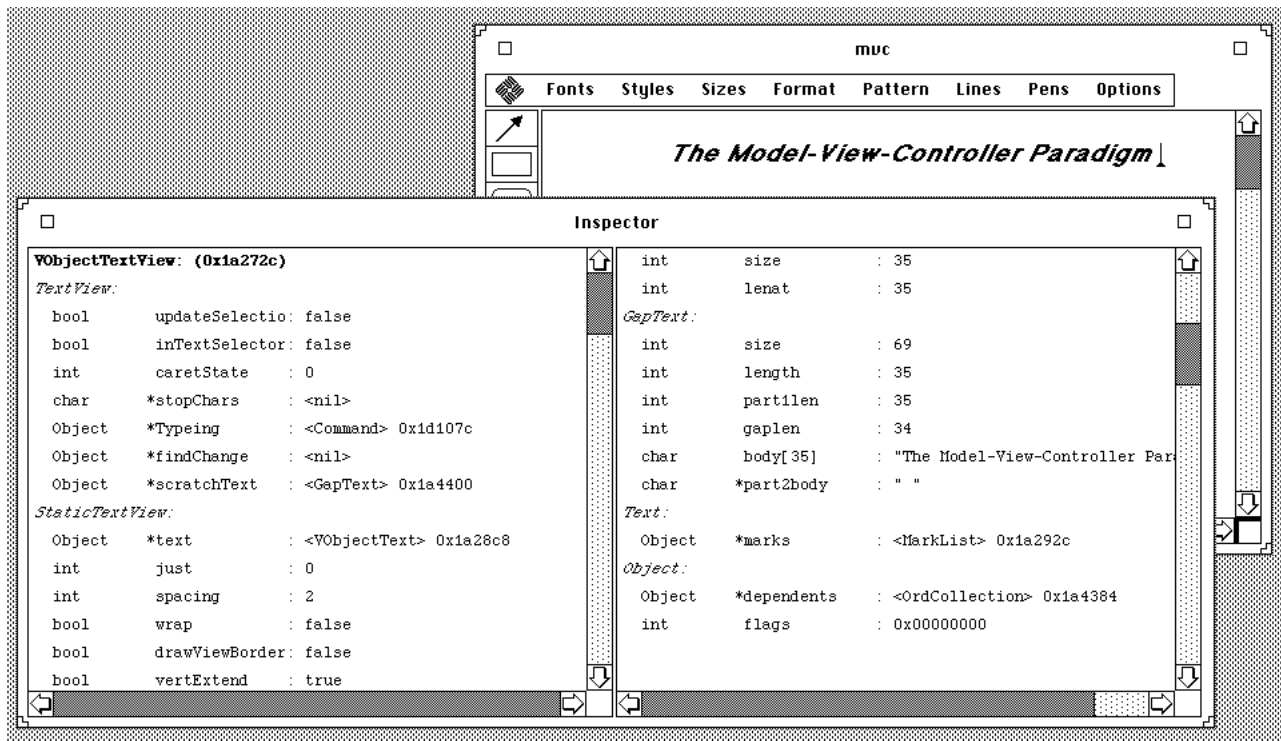 mvc
Fonts Styles Sizes Format Pattern Lines Pens Options
The Model-View-Controller Paradigm
Inspector
VObjectTextView: (0x1a272c)
TextView:
bool updateSelectio: false
bool inTextSelector: false
int caretState : 0
char *stopChars : <nil>
Object *Typeing : <Command> 0x1d107c
Object *findChange : <nil>
Object *scratchText : <GapText> 0x1a4400
StaticTextView:
Object *text : <VObjectText> 0x1a28c8
int just : 0
int spacing : 2
bool wrap : false
bool drawViewBorder: false
bool vertExtend : true
int size : 35
int lenat : 35
GapText:
int size : 69
int length : 35
int part1len : 35
int gaplen : 34
char body[35] : "The Model-View-Controller Para
char *part2body : " "
Text:
Object *marks : <MarkList> 0x1a292c
Object:
Object *dependents : <OrdCollection> 0x1a4384
int flags : 0x00000000